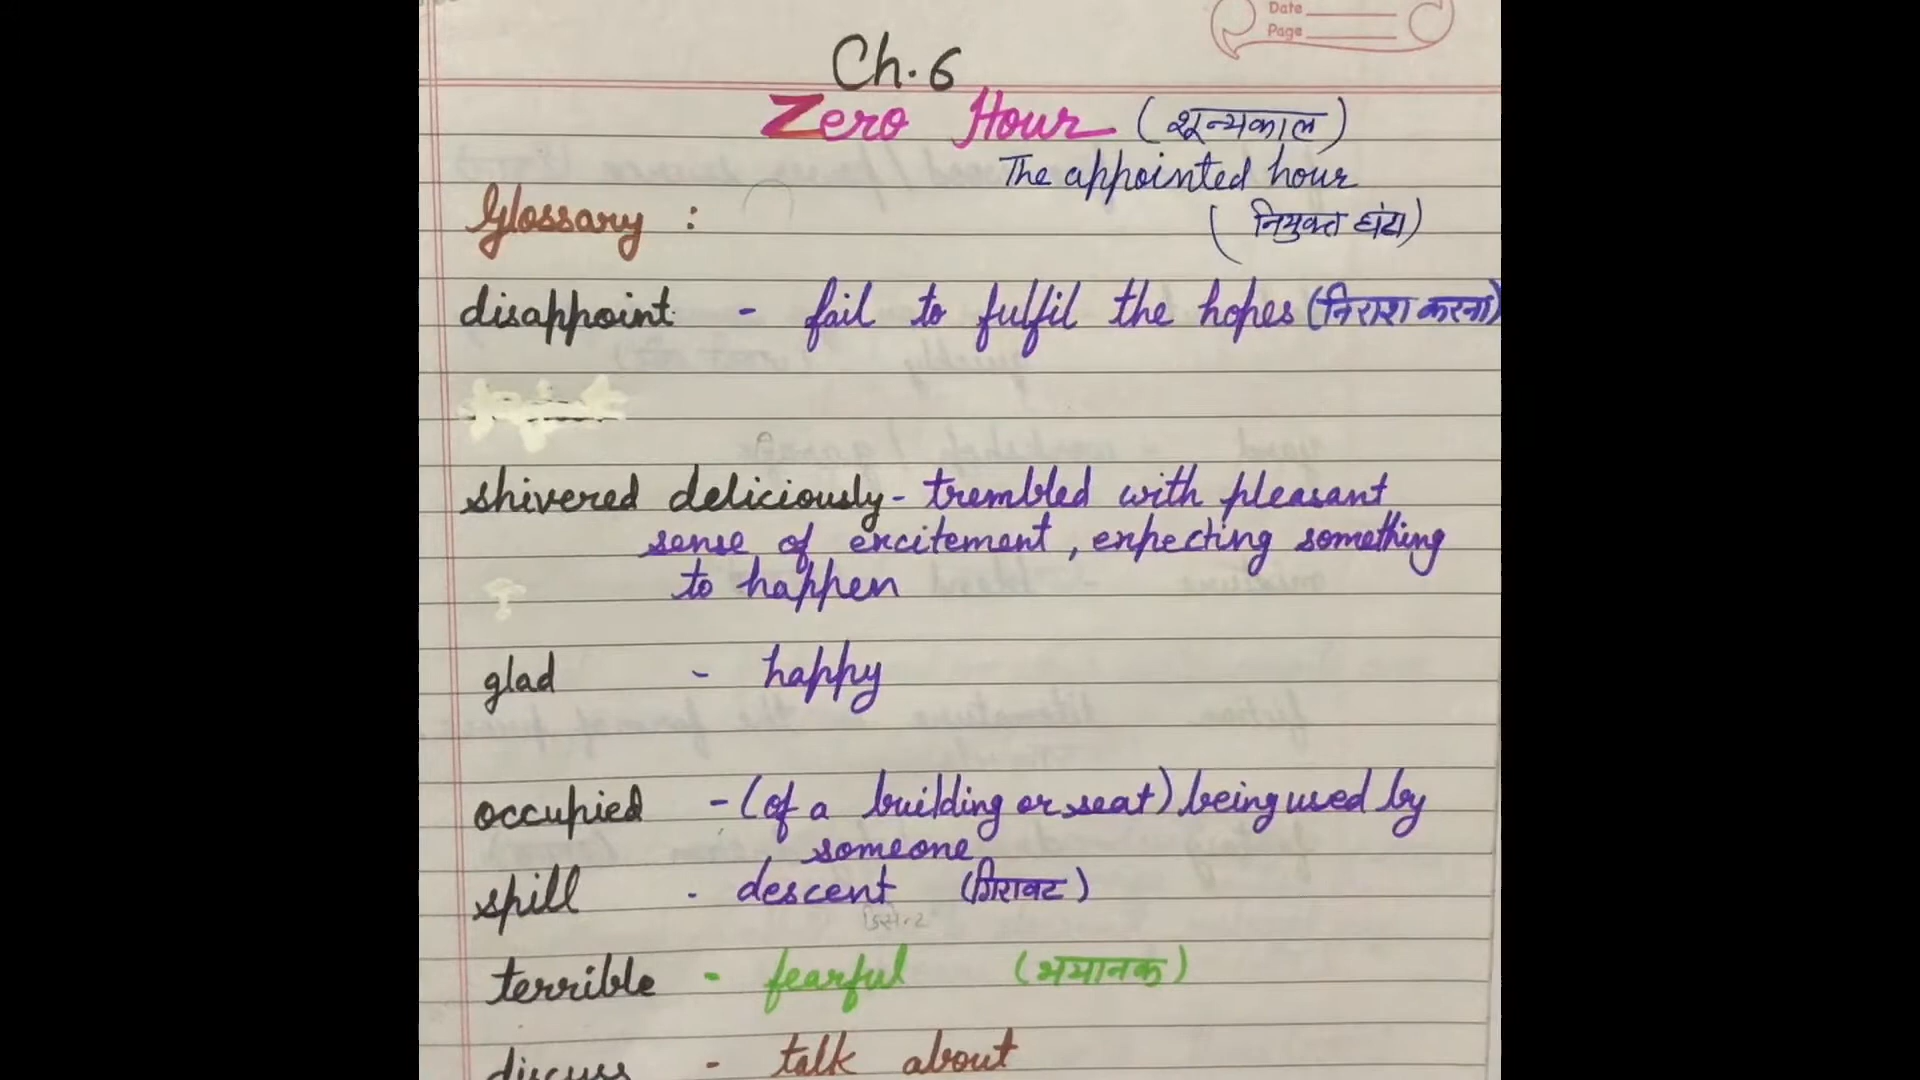 Date
Page
Ch. 6
Zero Hour (शून्यकाल)
The appointed hour
(नियुक्त घंटा)
Glossary :
disappoint - fail to fulfil the hopes (निराश करना)
shivered deliciously - trembled with pleasant
sense of excitement, expecting something
to happen
glad - happy
occupied - (of a building or seat) being used by
someone
spill - descent (गिरावट)
terrible - fearful (भयानक)
discuss - talk about